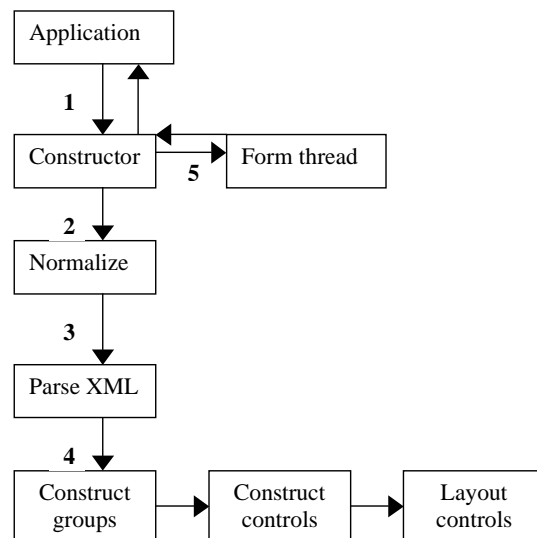 Application
1
Constructor
Form thread
5
2
Normalize
3
Parse XML
4
Construct
groups
Construct
controls
Layout
controls